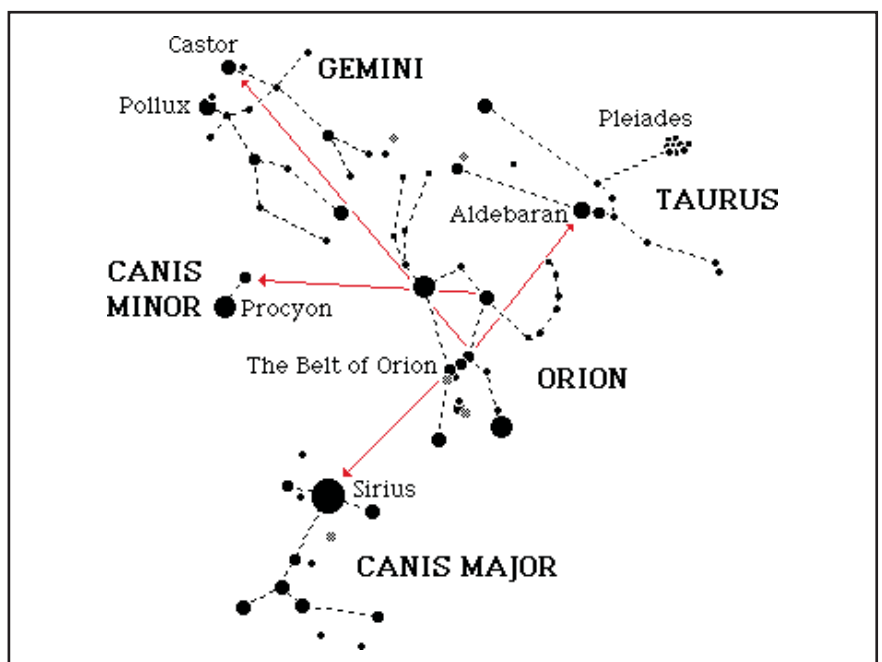 Castor
GEMINI
Pollux
Pleiades
TAURUS
Aldebaran
CANIS
MINOR
Procyon
The Belt of Orion
ORION
Sirius
CANIS MAJOR